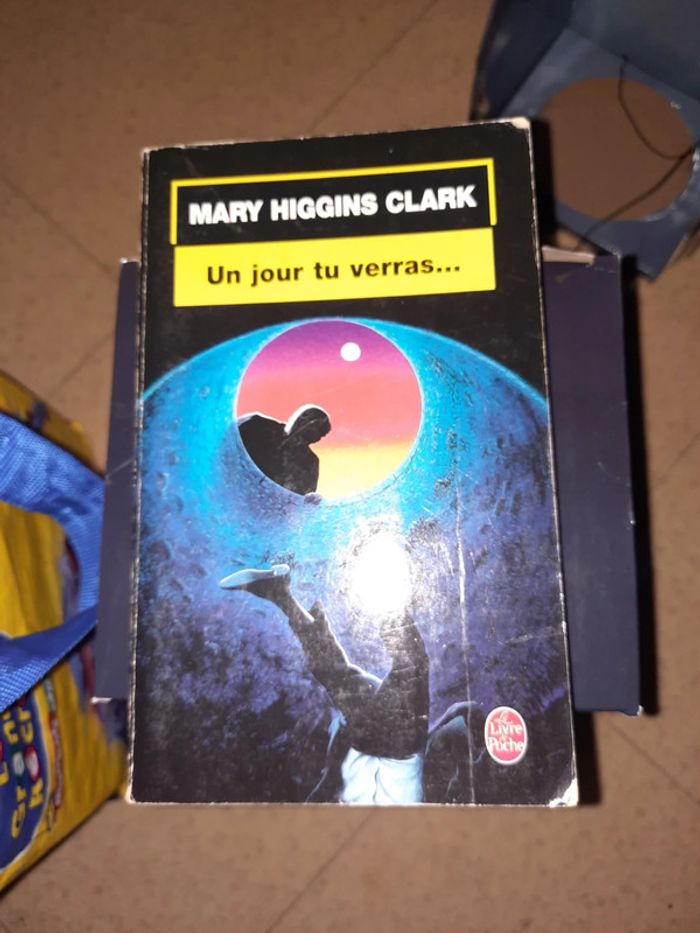 MARY HIGGINS CLARK
Un jour tu verras...
Le
Livre
de
Poche